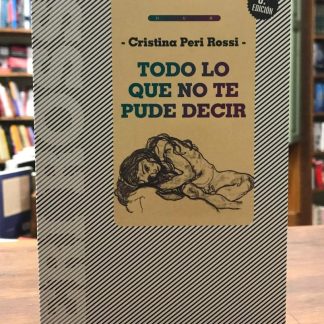 EDICIÓN
- Cristina Peri Rossi -
TODO LO
QUE NO TE
PUDE DECIR